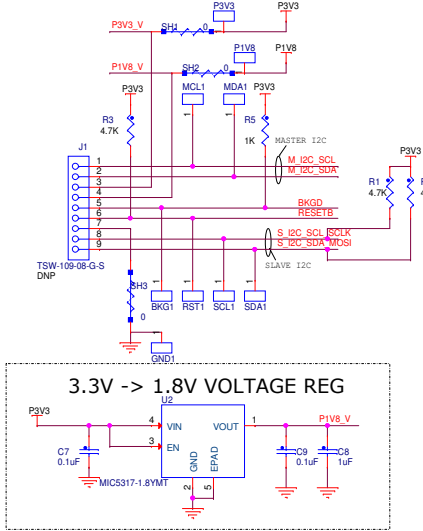 P3V3
P3V3
P3V3_V
SH1
0
P1V8
P1V8
P1V8_V
SH2
0
P3V3
MCL1
MDA1
P3V3
1
1
R3
4.7K
R5
1K
MASTER I2C
P3V3
J1
1
2
3
4
5
6
7
8
9
M_I2C_SCL
M_I2C_SDA
R1
4.7K
BKGD
RESETB
S_I2C_SCL_SCLK
S_I2C_SDA_MOSI
SLAVE I2C
TSW-109-08-G-S
DNP
SH3
0
1
1
1
1
BKG1
RST1
SCL1
SDA1
1
GND1
3.3V -> 1.8V VOLTAGE REG
P3V3
U2
4
VIN
VOUT
1
P1V8_V
3
EN
C7
0.1uF
GND
EPAD
C9
0.1uF
C8
1uF
MIC5317-1.8YMT
2
5